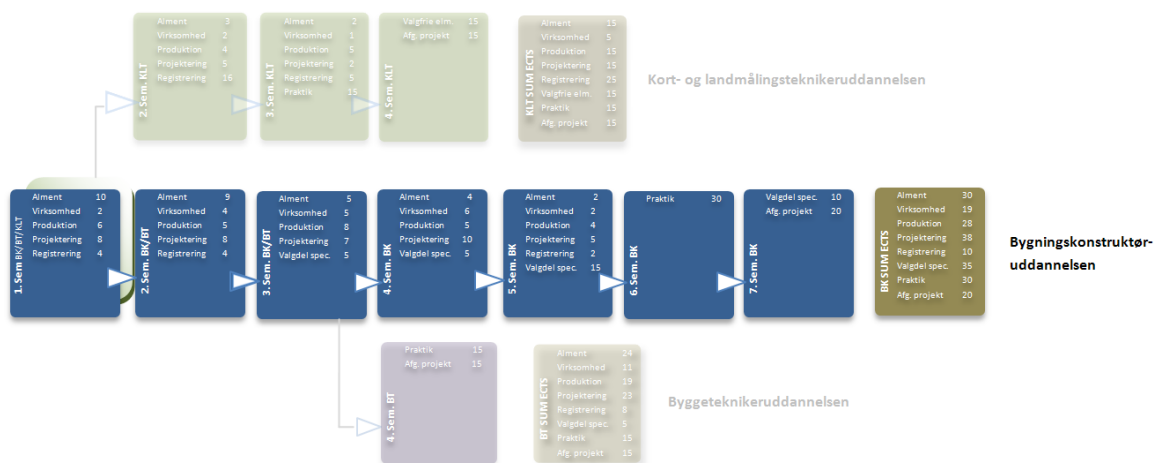 2. Sem. KLT
Alment 3
Virksomhed 2
Produktion 4
Projektering 5
Registrering 16
3. Sem. KLT
Alment 2
Virksomhed 1
Produktion 5
Projektering 2
Registrering 5
Praktik 15
4. Sem. KLT
Valgfrie elm. 15
Afg. projekt 15
KLT SUM ECTS
Alment 15
Virksomhed 5
Produktion 15
Projektering 15
Registrering 25
Valgfrie elm. 15
Praktik 15
Afg. projekt 15
Kort- og landmålingsteknikeruddannelsen
1. Sem BK/BT/KLT
Alment 10
Virksomhed 2
Produktion 6
Projektering 8
Registrering 4
2. Sem. BK/BT
Alment 9
Virksomhed 4
Produktion 5
Projektering 8
Registrering 4
3. Sem. BK/BT
Alment 5
Virksomhed 5
Produktion 8
Projektering 7
Valgdel spec. 5
4. Sem. BK
Alment 4
Virksomhed 6
Produktion 5
Projektering 10
Valgdel spec. 5
5. Sem. BK
Alment 2
Virksomhed 2
Produktion 4
Projektering 5
Registrering 2
Valgdel spec. 15
6. Sem. BK
Praktik 30
7. Sem. BK
Valgdel spec. 10
Afg. projekt 20
BK SUM ECTS
Alment 30
Virksomhed 19
Produktion 28
Projektering 38
Registrering 10
Valgdel spec. 35
Praktik 30
Afg. projekt 20
Bygningskonstruktør-
uddannelsen
4. Sem. BT
Praktik 15
Afg. projekt 15
BT SUM ECTS
Alment 24
Virksomhed 11
Produktion 19
Projektering 23
Registrering 8
Valgdel spec. 5
Praktik 15
Afg. projekt 15
Byggeteknikeruddannelsen